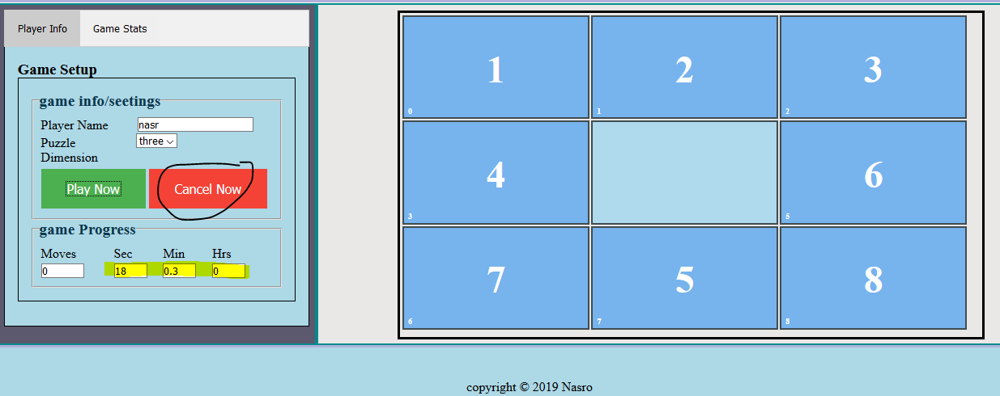 Player Info
Game Stats
Game Setup
game info/seetings
Player Name
nasr
Puzzle
Dimension
three
Play Now
Cancel Now
game Progress
Moves Sec Min Hrs
0 18 0.3 0
1 2 3
0 1 2
4 6
3 5
7 5 8
6 7 8
copyright © 2019 Nasro